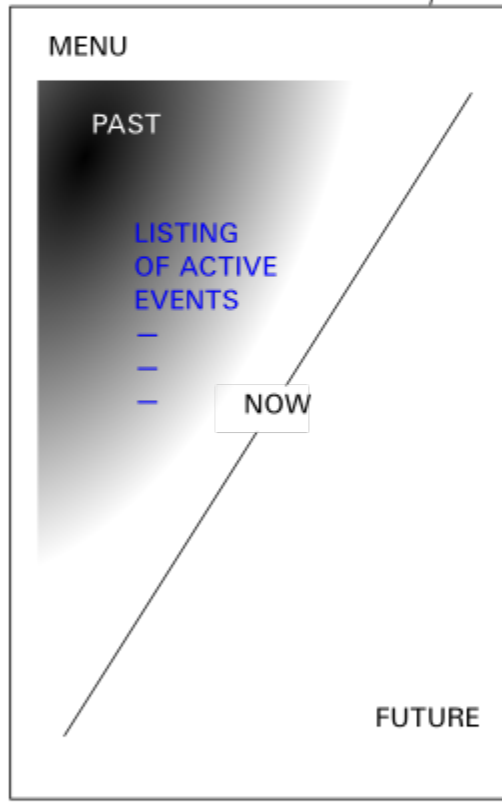 MENU
PAST
LISTING
OF ACTIVE
EVENTS
–
–
–
NOW
FUTURE